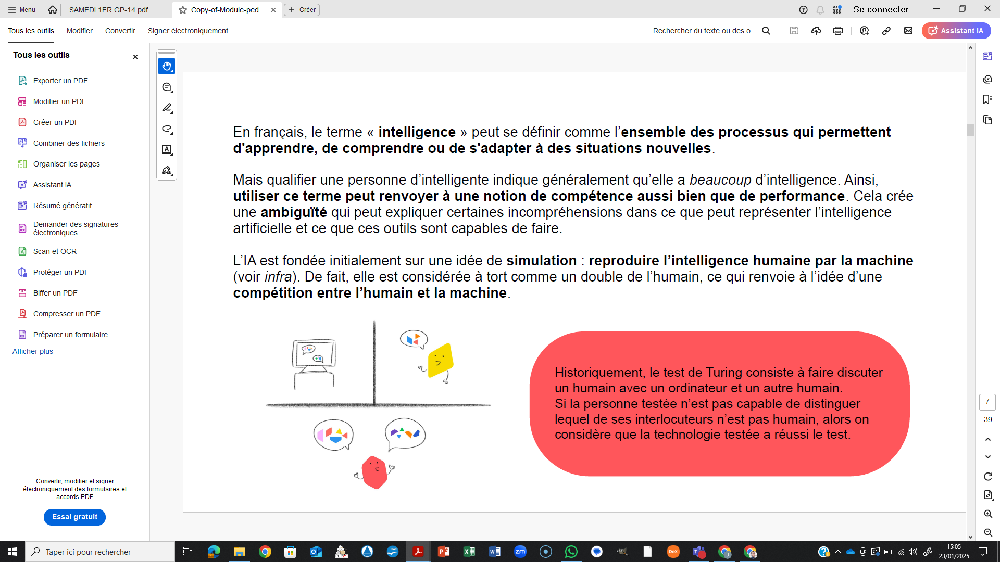 Menu
SAMEDI 1ER GP-14.pdf
Copy-of-Module-ped...
Créer
Se connecter
Tous les outils
Modifier
Convertir
Signer électroniquement
Rechercher du texte ou des o...
Assistant IA
Tous les outils
Exporter un PDF
Modifier un PDF
Créer un PDF
Combiner des fichiers
Organiser les pages
Assistant IA
Résumé génératif
Demander des signatures
électroniques
Scan et OCR
Protéger un PDF
Biffer un PDF
Compresser un PDF
Préparer un formulaire
Afficher plus
Convertir, modifier et signer
électroniquement des formulaires et
accords PDF
Essai gratuit
En français, le terme « intelligence » peut se définir comme l’ensemble des processus qui permettent
d'apprendre, de comprendre ou de s'adapter à des situations nouvelles.
Mais qualifier une personne d’intelligente indique généralement qu’elle a beaucoup d’intelligence. Ainsi,
utiliser ce terme peut renvoyer à une notion de compétence aussi bien que de performance. Cela crée
une ambiguïté qui peut expliquer certaines incompréhensions dans ce que peut représenter l’intelligence
artificielle et ce que ces outils sont capables de faire.
L’IA est fondée initialement sur une idée de simulation : reproduire l’intelligence humaine par la machine
(voir infra). De fait, elle est considérée à tort comme un double de l’humain, ce qui renvoie à l’idée d’une
compétition entre l’humain et la machine.
Historiquement, le test de Turing consiste à faire discuter
un humain avec un ordinateur et un autre humain.
Si la personne testée n’est pas capable de distinguer
lequel de ses interlocuteurs n’est pas humain, alors on
considère que la technologie testée a réussi le test.
7
39
Taper ici pour rechercher
zm
DeX
15:05
23/01/2025